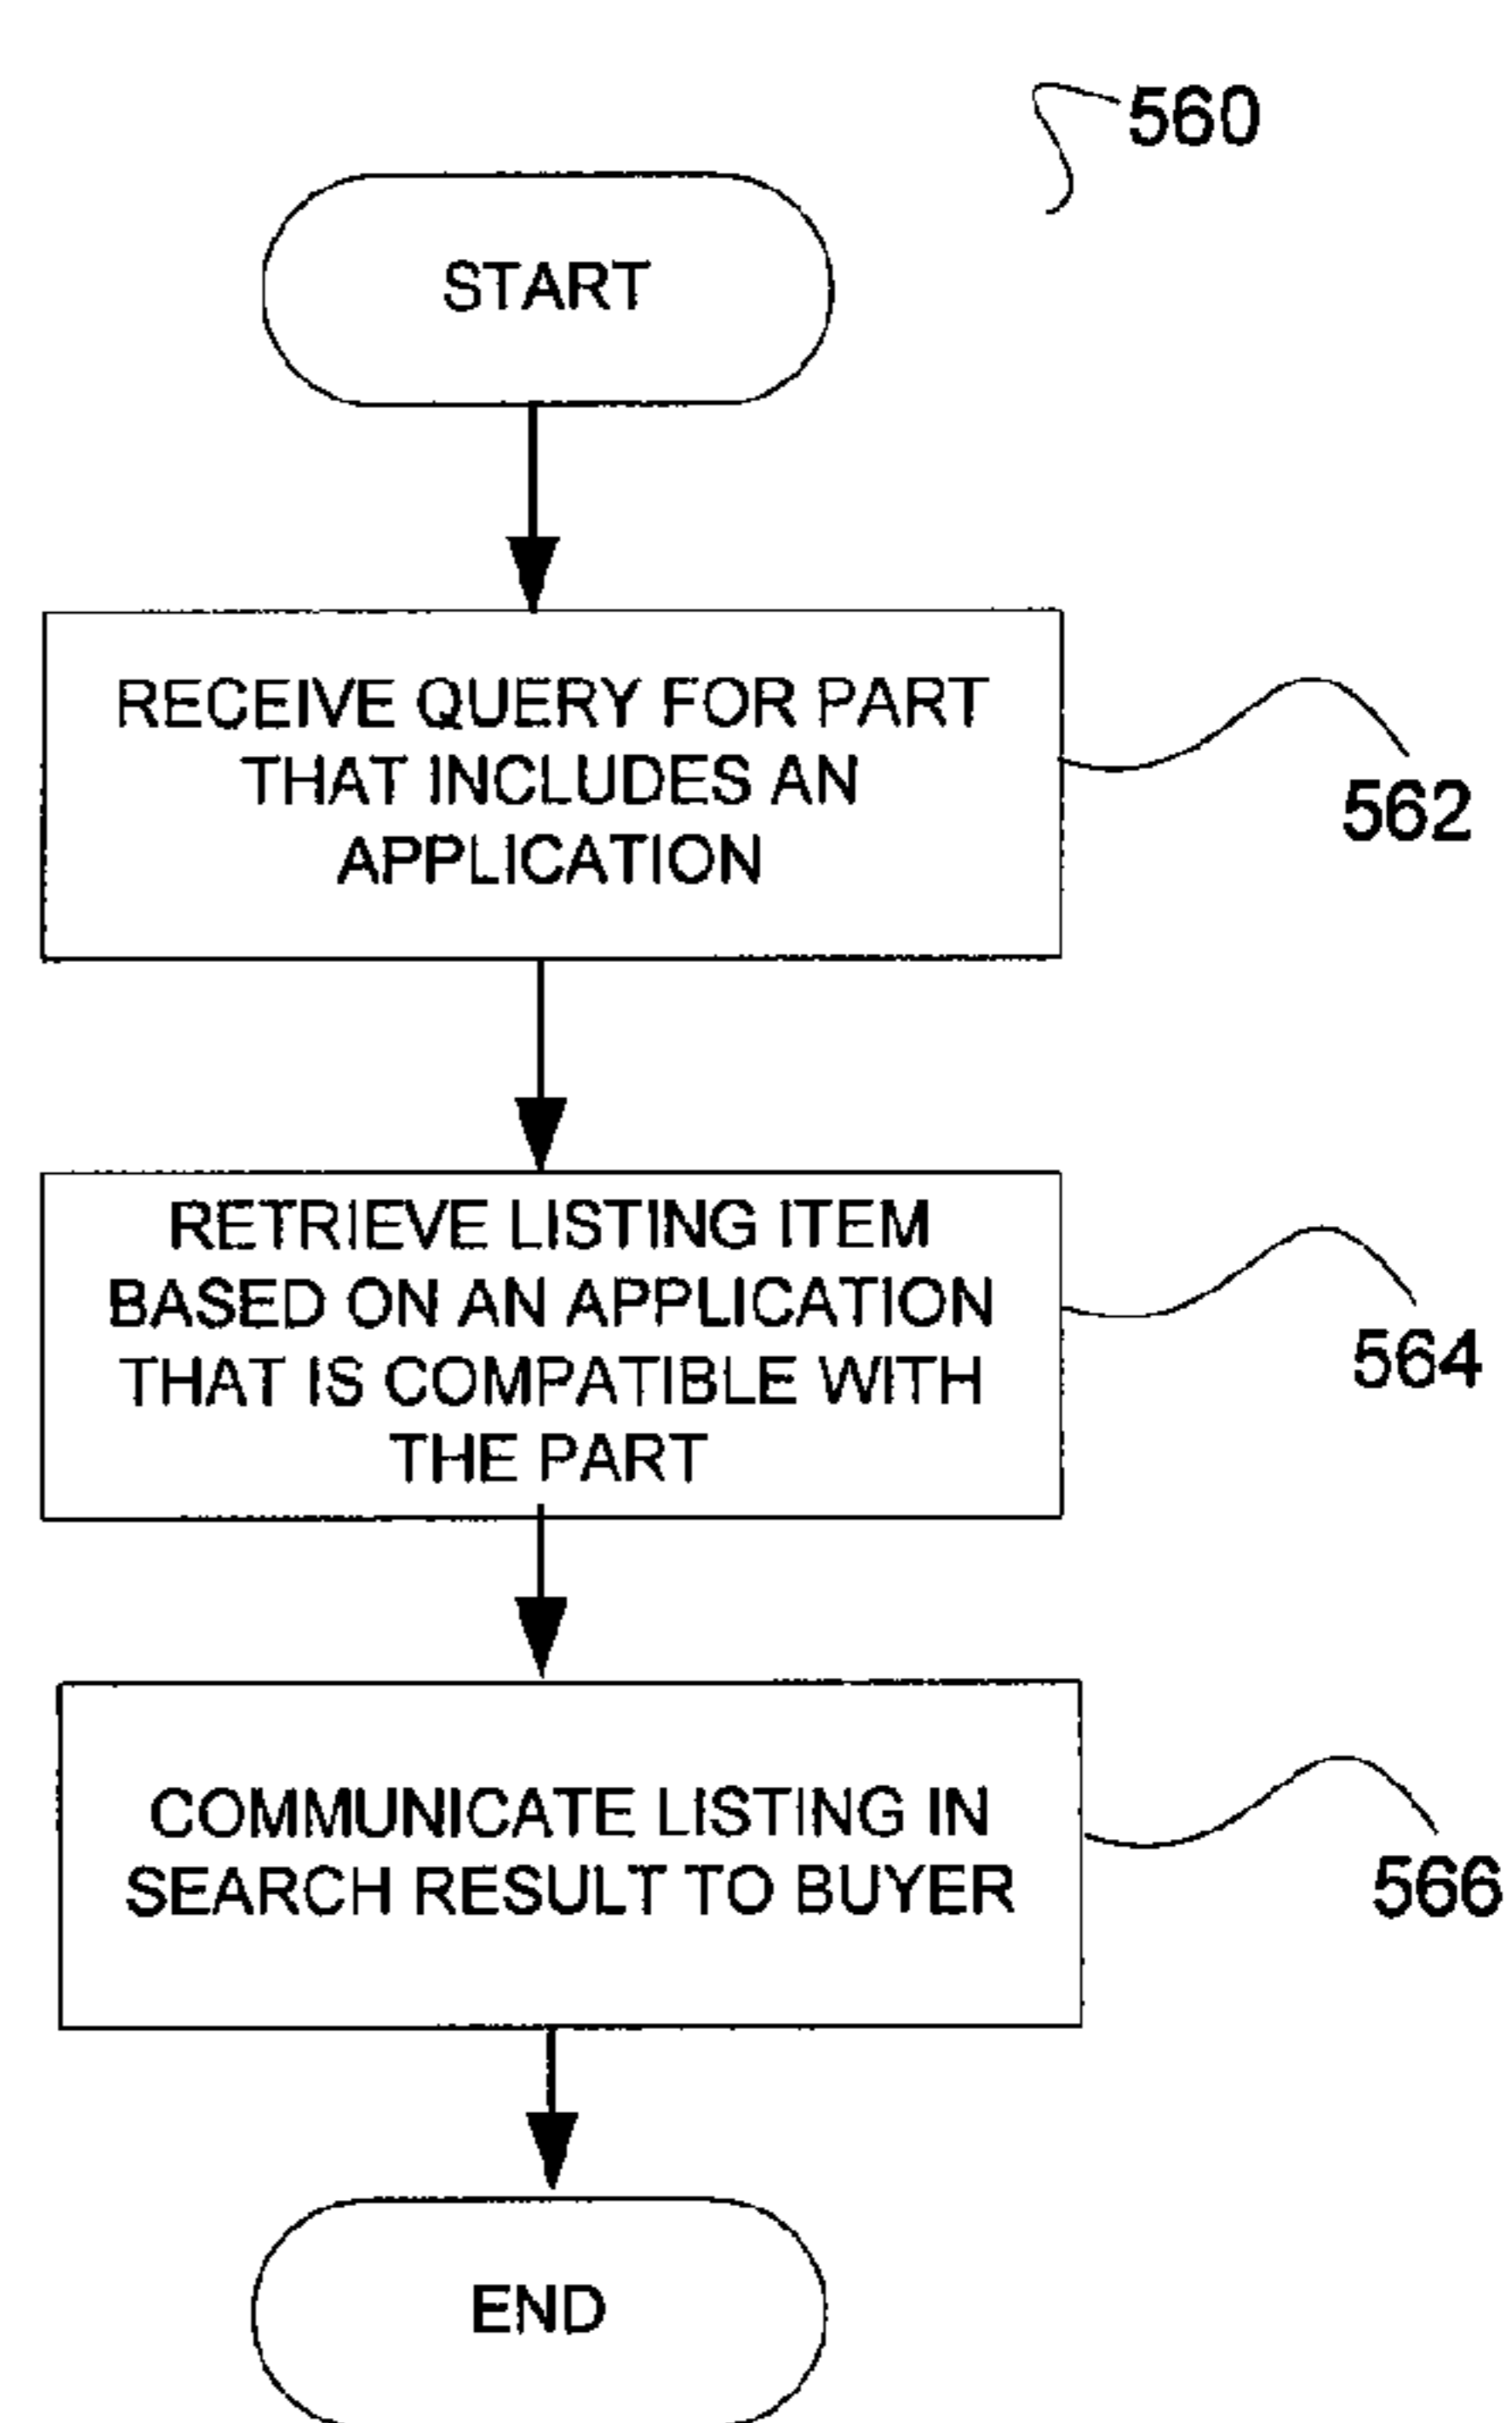 560
START
RECEIVE QUERY FOR PART
THAT INCLUDES AN
APPLICATION
562
RETRIEVE LISTING ITEM
BASED ON AN APPLICATION
THAT IS COMPATIBLE WITH
THE PART
564
COMMUNICATE LISTING IN
SEARCH RESULT TO BUYER
566
END